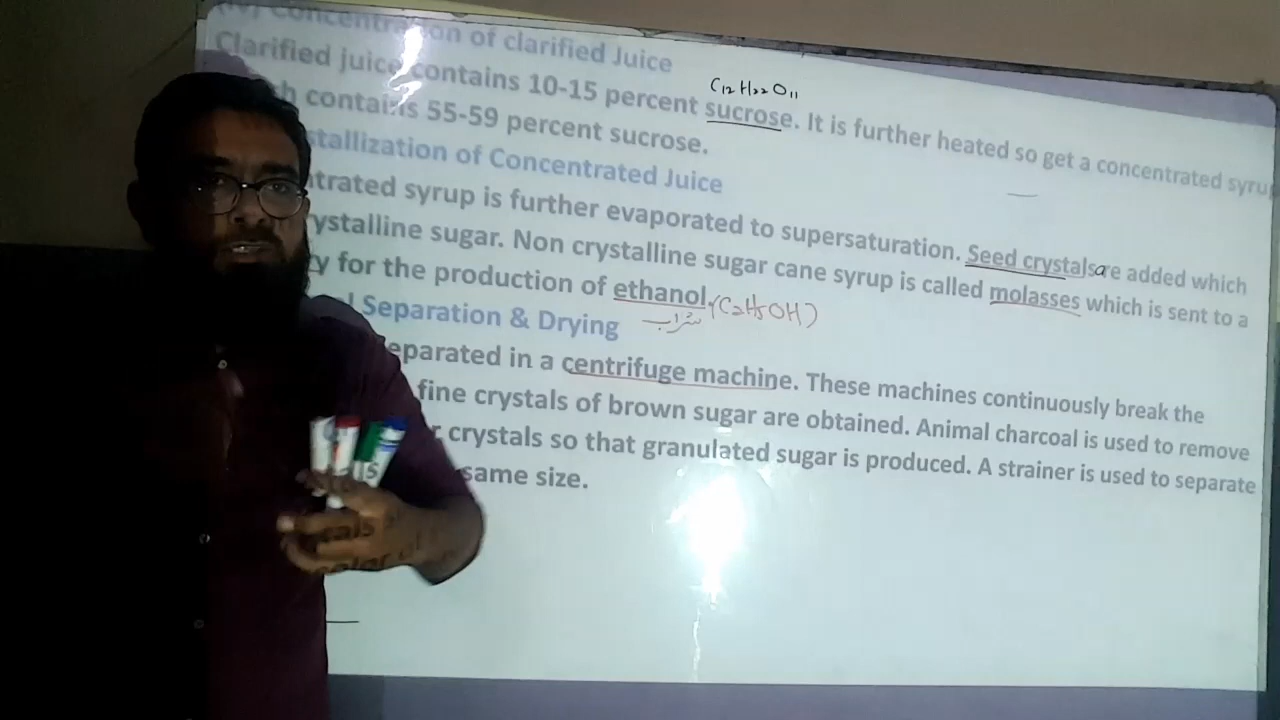 (IV) Concentration of clarified Juice
C12H22O11
Clarified juice contains 10-15 percent sucrose. It is further heated so get a concentrated syrup
contains 55-59 percent sucrose.
stallization of Concentrated Juice
trated syrup is further evaporated to supersaturation. Seed crystals are added which
ystalline sugar. Non crystalline sugar cane syrup is called molasses which is sent to a
y for the production of ethanol. (C2H5OH)
شراب
Separation & Drying
eparated in a centrifuge machine. These machines continuously break the
fine crystals of brown sugar are obtained. Animal charcoal is used to remove
r crystals so that granulated sugar is produced. A strainer is used to separate
same size.